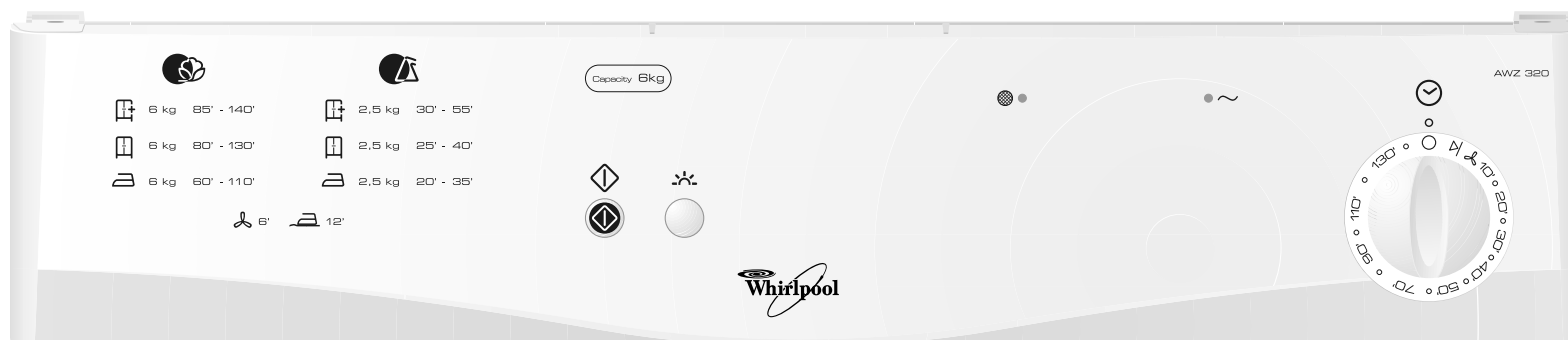 Capacity 6kg
AWZ 320
6 kg 85' - 140'
2,5 kg 30' - 55'
6 kg 80' - 130'
2,5 kg 25' - 40'
6 kg 60' - 110'
2,5 kg 20' - 35'
6' 12'
Whirlpool
10' 20' 30' 40' 50' 70' 90' 110' 130'